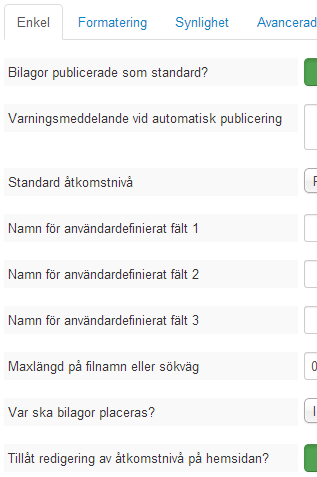 Enkel Formatering Synlighet Avancerad
Bilagor publicerade som standard?
Varningsmeddelande vid automatisk publicering
Standard åtkomstnivå
Namn för användardefinierat fält 1
Namn för användardefinierat fält 2
Namn för användardefinierat fält 3
Maxlängd på filnamn eller sökväg 0
Var ska bilagor placeras?
Tillåt redigering av åtkomstnivå på hemsidan?